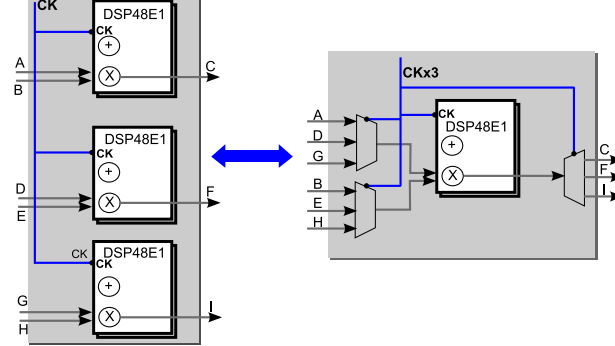 CK
DSP48E1
CK
+
X
A
B
C
DSP48E1
CK
+
X
D
E
F
CK
DSP48E1
CK
+
X
G
H
I
CKx3
A
D
G
B
E
H
CK
DSP48E1
+
X
C
F
I